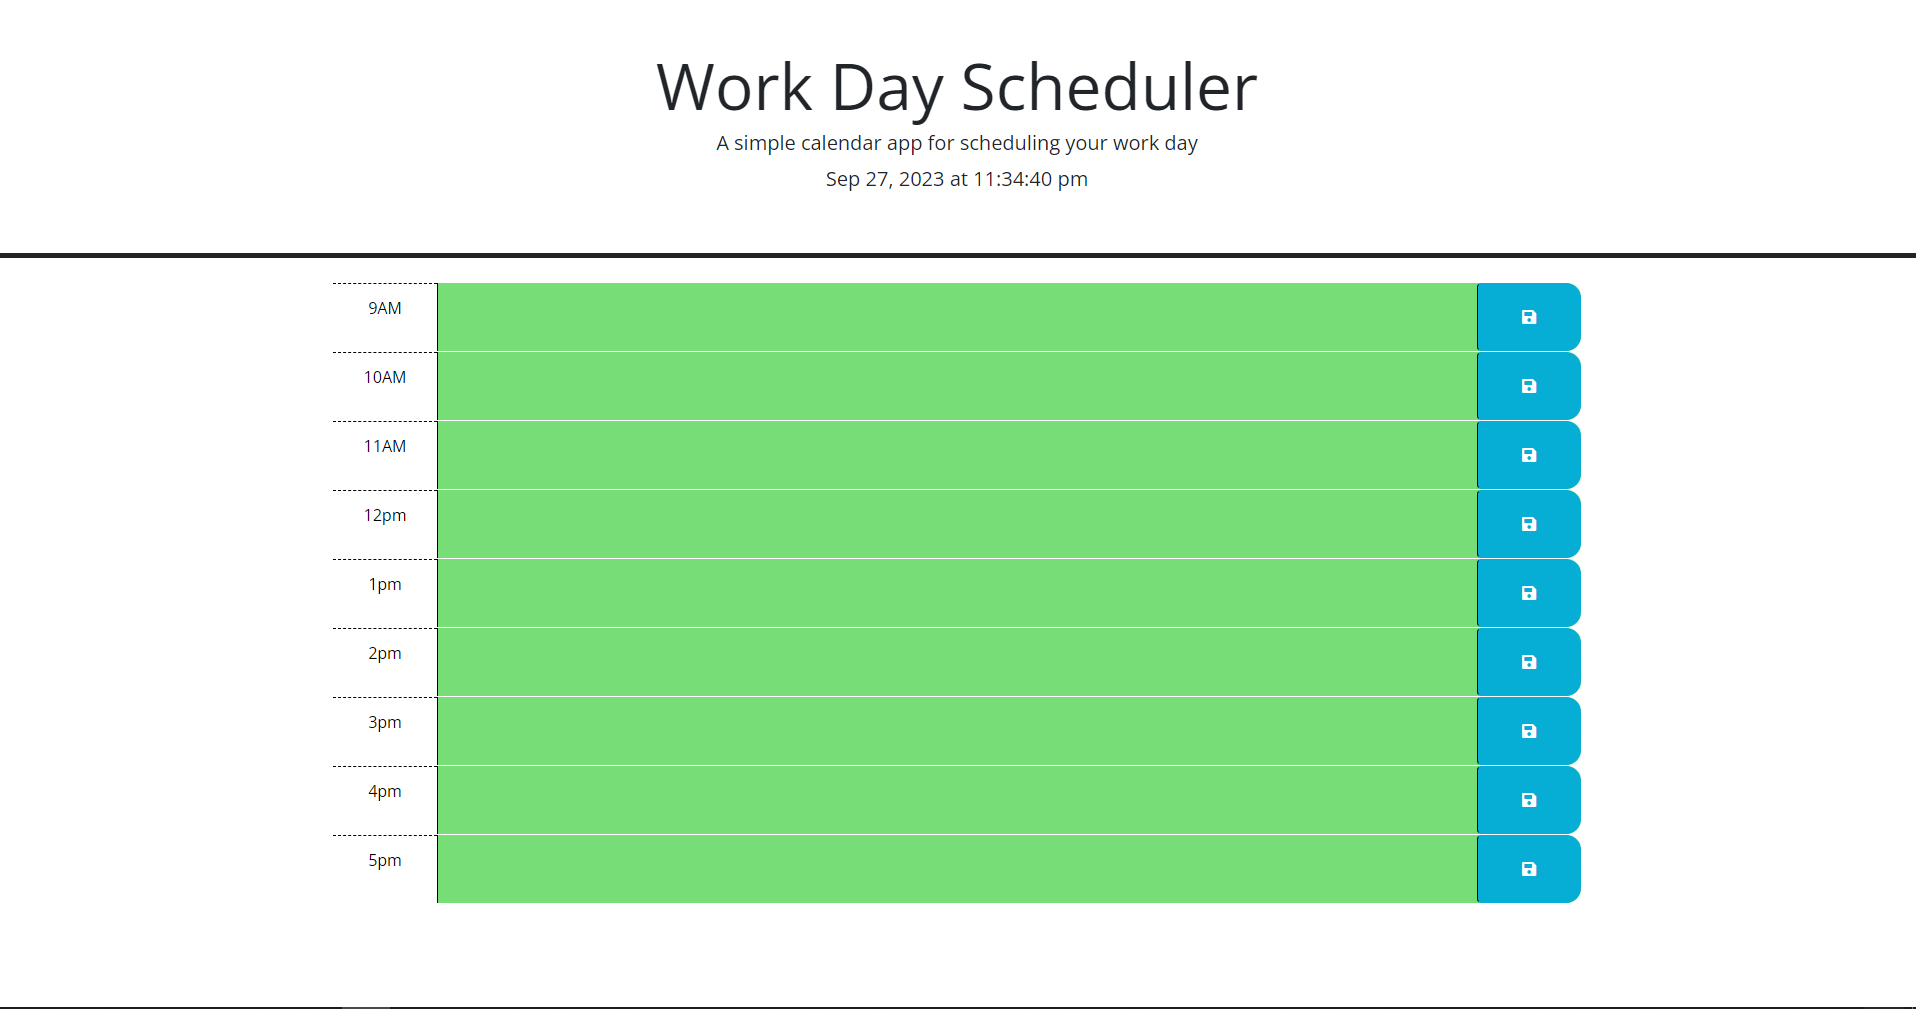 Work Day Scheduler
A simple calendar app for scheduling your work day
Sep 27, 2023 at 11:34:40 pm
9AM
10AM
11AM
12pm
1pm
2pm
3pm
4pm
5pm